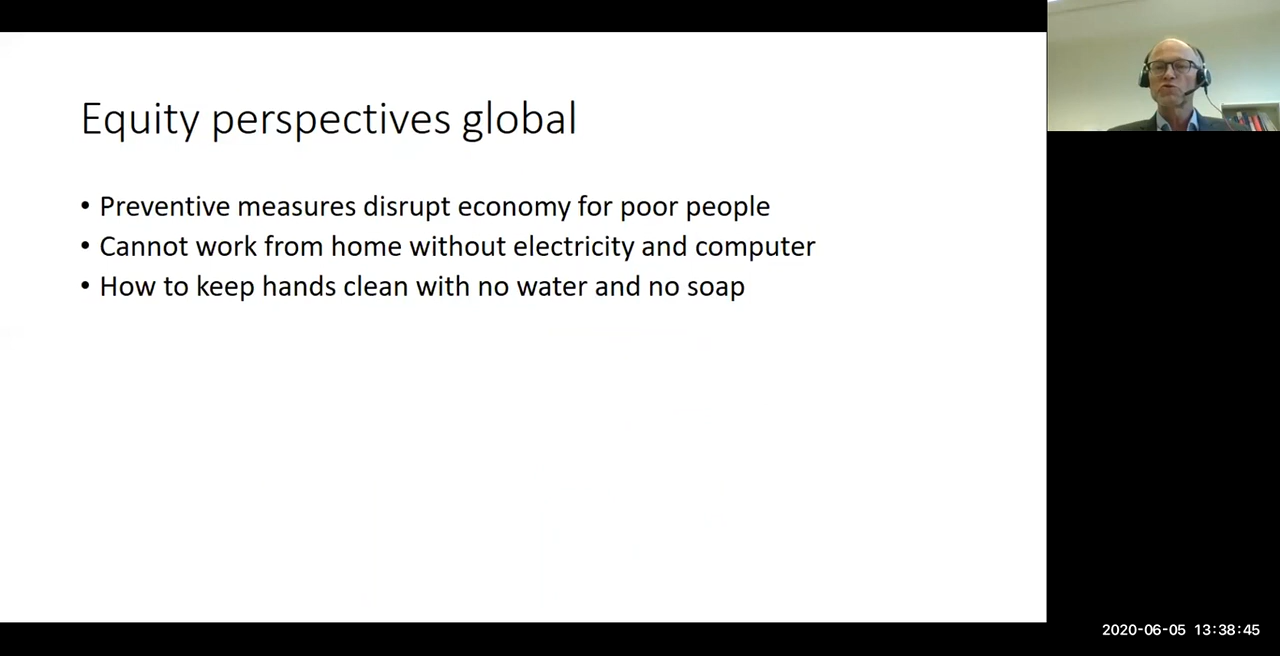 Equity perspectives global
• Preventive measures disrupt economy for poor people
• Cannot work from home without electricity and computer
• How to keep hands clean with no water and no soap
2020-06-05 13:38:45